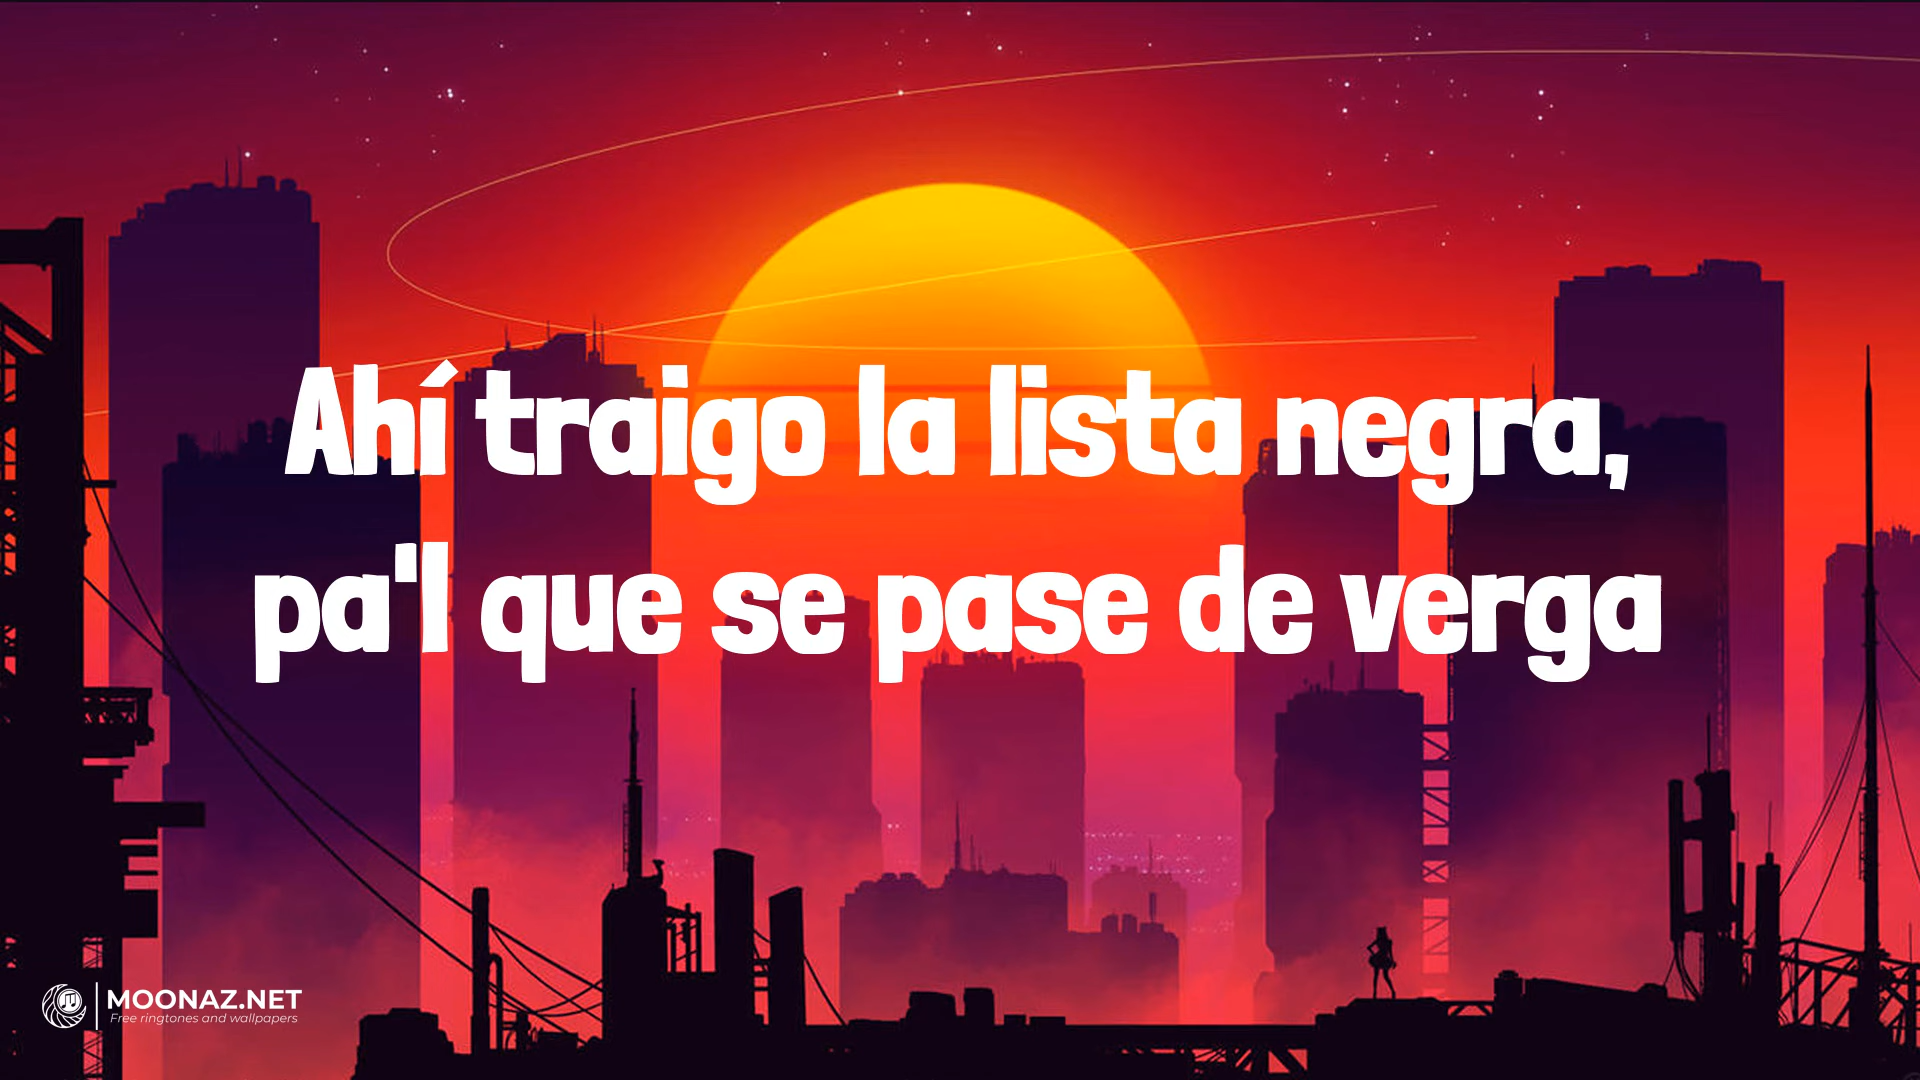 Ahí traigo la lista negra,
pa'l que se pase de verga
MOONAZ.NET
Free ringtones and wallpapers